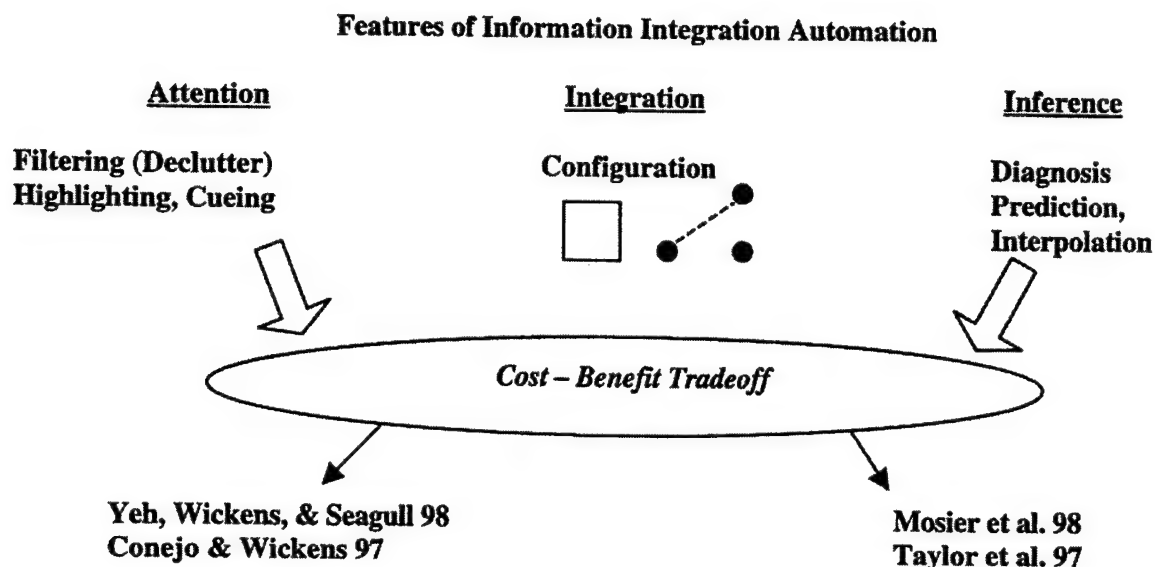 Features of Information Integration Automation
Attention
Integration
Inference
Filtering (Declutter)
Highlighting, Cueing
Configuration
Diagnosis
Prediction,
Interpolation
Cost – Benefit Tradeoff
Yeh, Wickens, & Seagull 98
Conejo & Wickens 97
Mosier et al. 98
Taylor et al. 97